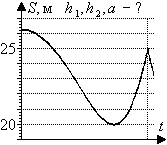 S, м h₁, h₂, a – ?
25
20
t